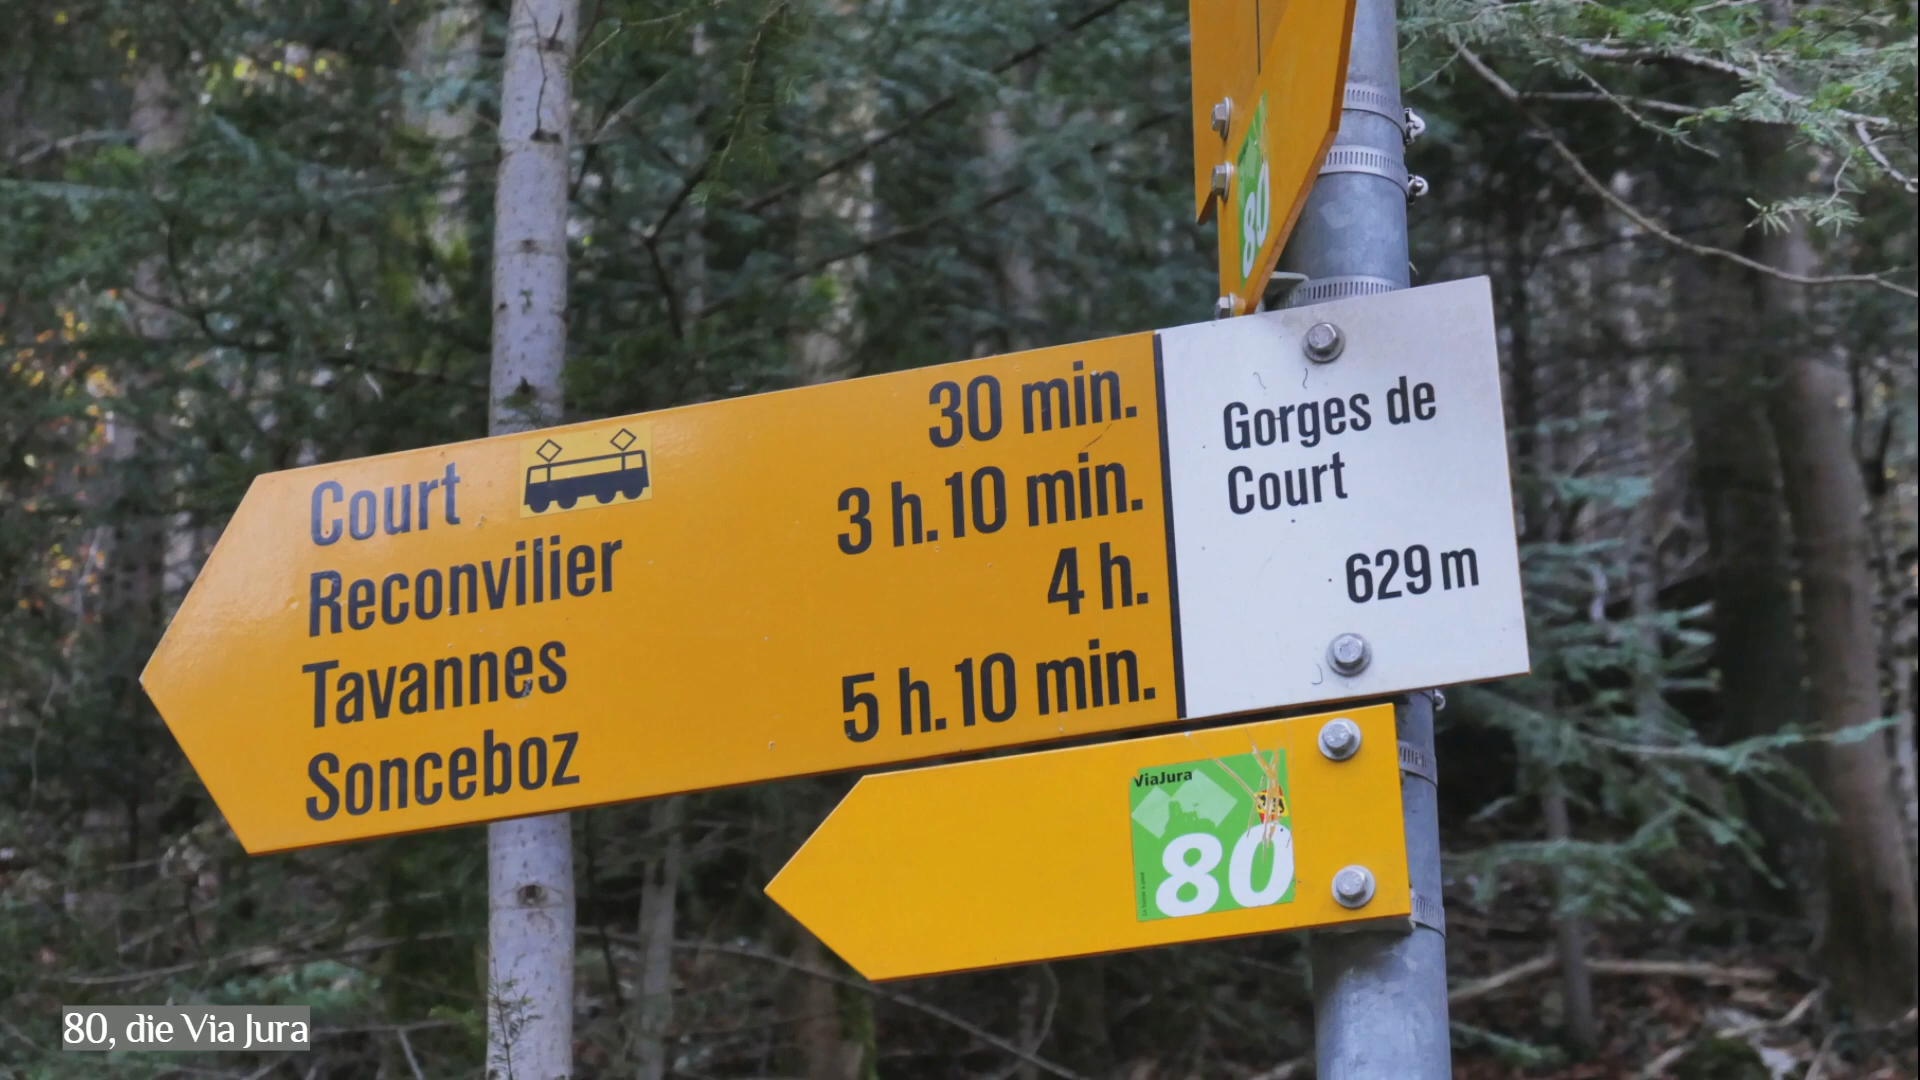 80
Court
30 min.
Reconvilier
3 h. 10 min.
Tavannes
4 h.
Sonceboz
5 h. 10 min.
Gorges de
Court
629 m
ViaJura
80
80, die Via Jura